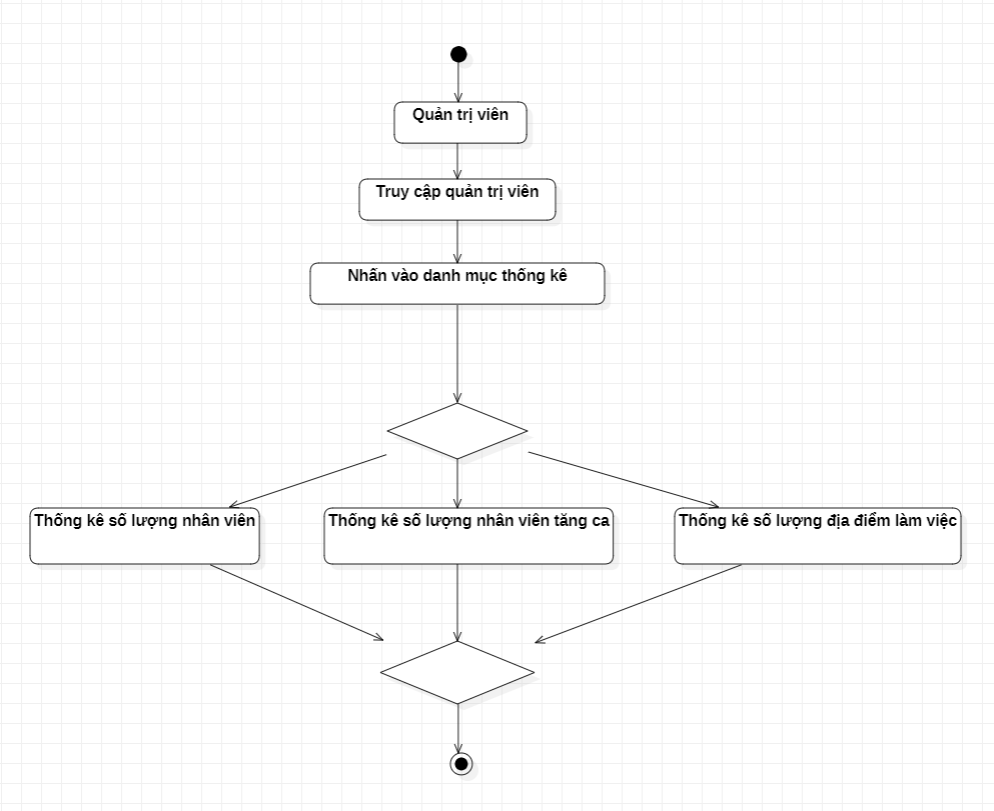 Quản trị viên
Truy cập quản trị viên
Nhấn vào danh mục thống kê
Thống kê số lượng nhân viên
Thống kê số lượng nhân viên tăng ca
Thống kê số lượng địa điểm làm việc